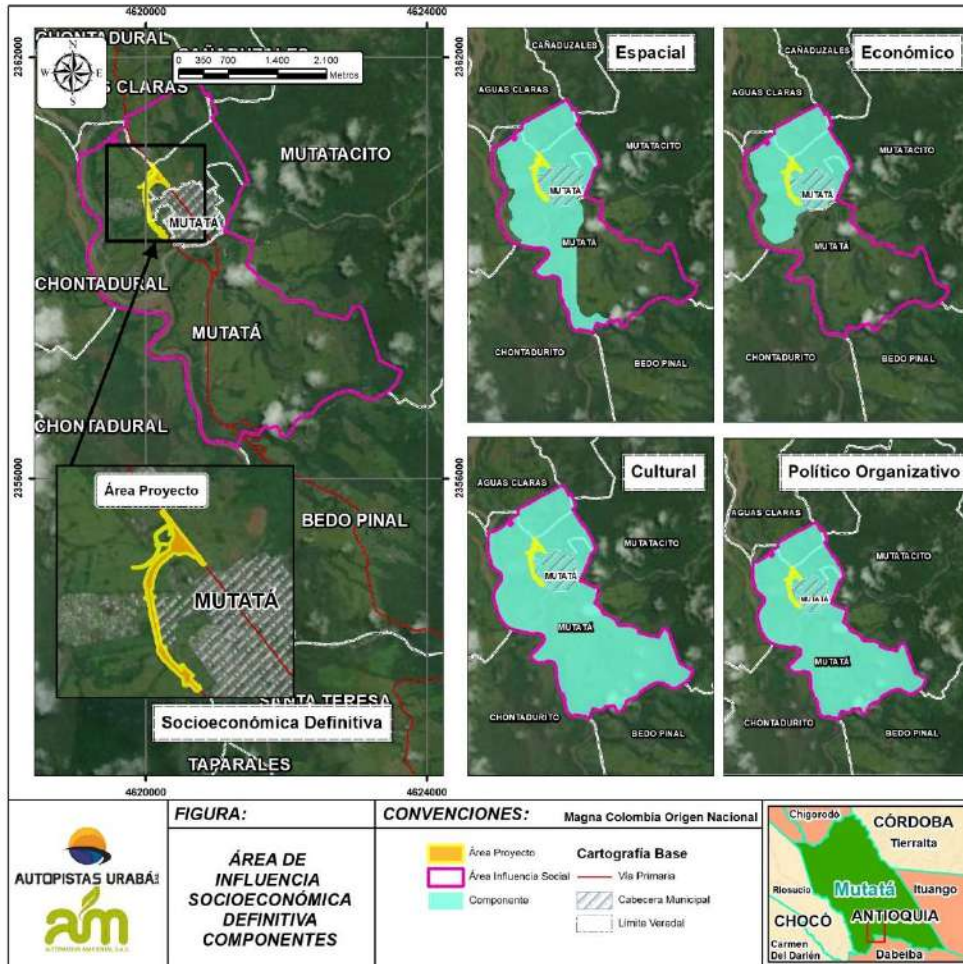 4620000
4624000
CHONTADURAL
CAÑADUZALES
N
W E
S
0 350 700 1.400 2.100
Metros
2362000
AGUAS CLARAS
MUTATACITO
MUTATÁ
CHONTADURAL
MUTATÁ
CHONTADURAL
2356000
BEDO PINAL
Área Proyecto
MUTATÁ
SANTA TERESA
Socioeconómica Definitiva
TAPARALES
4620000
4624000
Espacial
CAÑADUZALES
AGUAS CLARAS
MUTATACITO
MUTATÁ
MUTATÁ
CHONTADURITO
BEDO PINAL
Económico
CAÑADUZALES
AGUAS CLARAS
MUTATACITO
MUTATÁ
MUTATÁ
CHONTADURITO
BEDO PINAL
2362000
2356000
Cultural
AGUAS CLARAS
MUTATACITO
MUTATÁ
MUTATÁ
CHONTADURITO
BEDO PINAL
Político Organizativo
AGUAS CLARAS
MUTATACITO
MUTATÁ
MUTATÁ
CHONTADURITO
BEDO PINAL
AUTOPISTAS URABÁ
am
FIGURA:
ÁREA DE
INFLUENCIA
SOCIOECONÓMICA
DEFINITIVA
COMPONENTES
CONVENCIONES:
Magna Colombia Origen Nacional
Área Proyecto
Área Influencia Social
Componente
Cartografía Base
Vía Primaria
Cabecera Municipal
Límite Veredal
Chigorodó
CÓRDOBA
Tierralta
Riosucio
Mutatá
Ituango
CHOCÓ
ANTIOQUIA
Carmen
Del Darién
Dabeiba